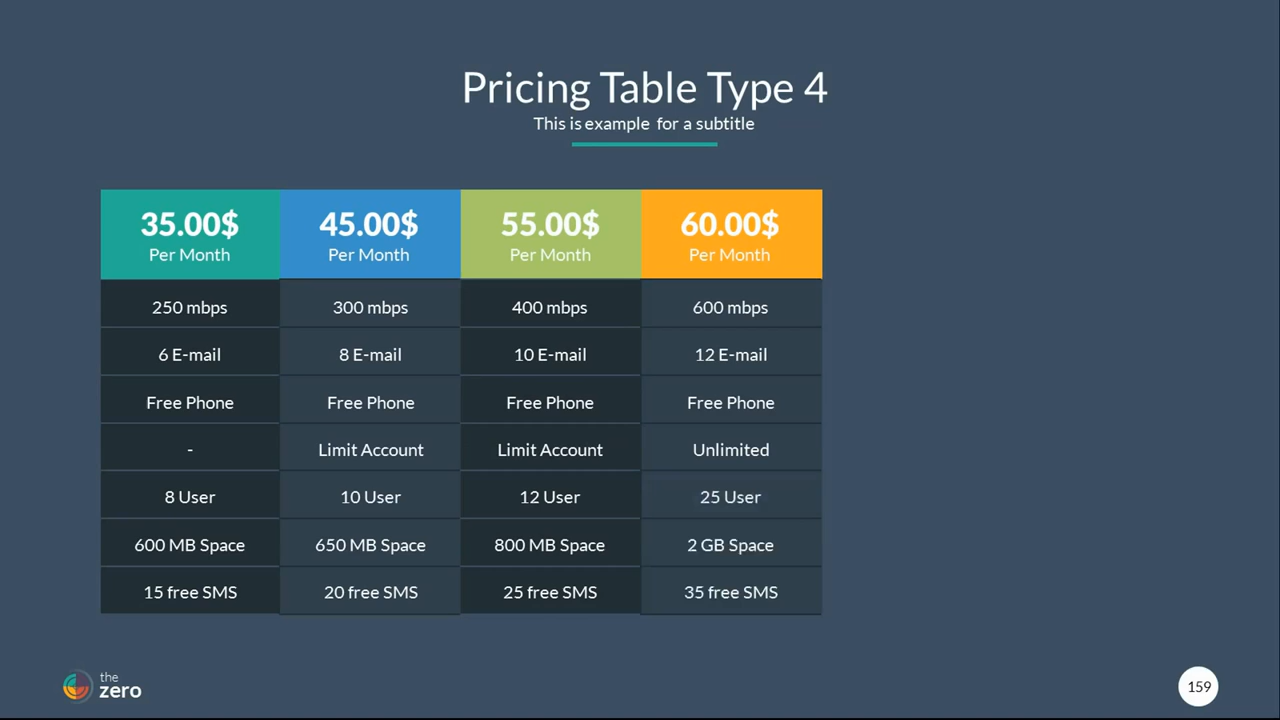 Pricing Table Type 4
This is example for a subtitle
35.00$ 45.00$ 55.00$ 60.00$
Per Month Per Month Per Month Per Month
250 mbps 300 mbps 400 mbps 600 mbps
6 E-mail 8 E-mail 10 E-mail 12 E-mail
Free Phone Free Phone Free Phone Free Phone
- Limit Account Limit Account Unlimited
8 User 10 User 12 User 25 User
600 MB Space 650 MB Space 800 MB Space 2 GB Space
15 free SMS 20 free SMS 25 free SMS 35 free SMS
the
zero
159